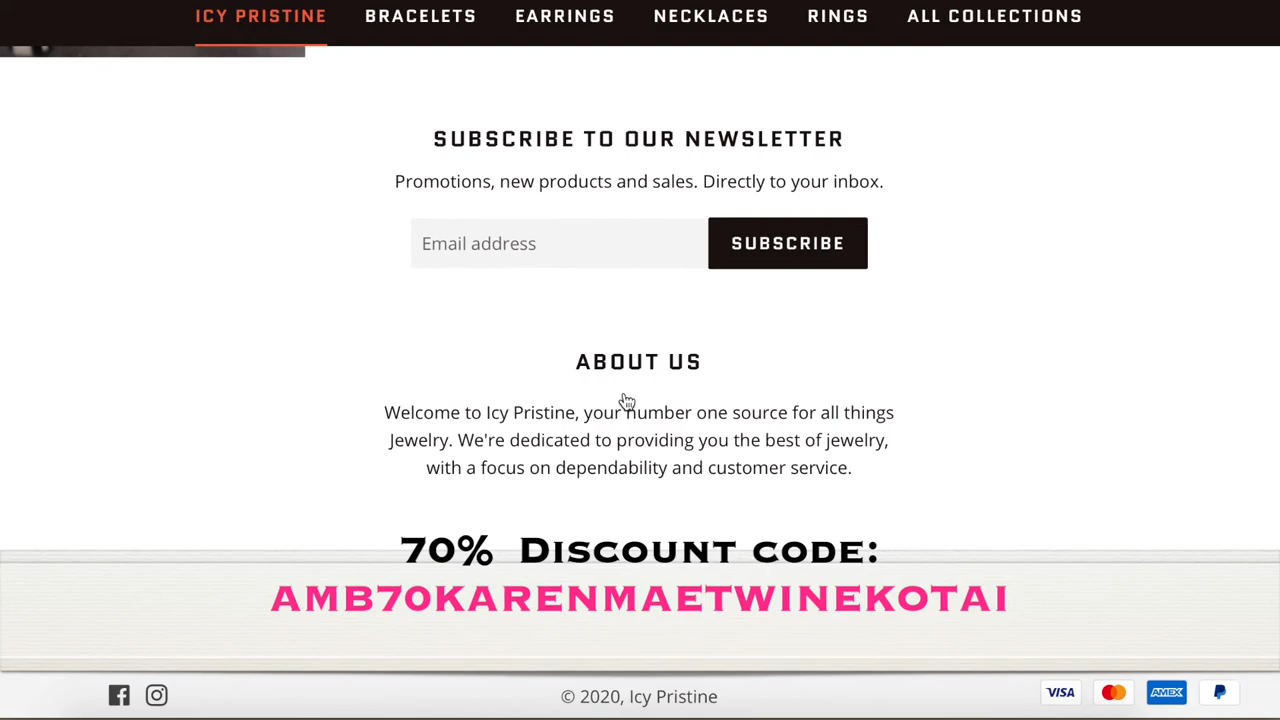 ICY PRISTINE BRACELETS EARRINGS NECKLACES RINGS ALL COLLECTIONS
SUBSCRIBE TO OUR NEWSLETTER
Promotions, new products and sales. Directly to your inbox.
Email address SUBSCRIBE
ABOUT US
Welcome to Icy Pristine, your number one source for all things
Jewelry. We're dedicated to providing you the best of jewelry,
with a focus on dependability and customer service.
70% Discount code:
AMB70KARENMAETWINEKOTAI
© 2020, Icy Pristine VISA AMEX